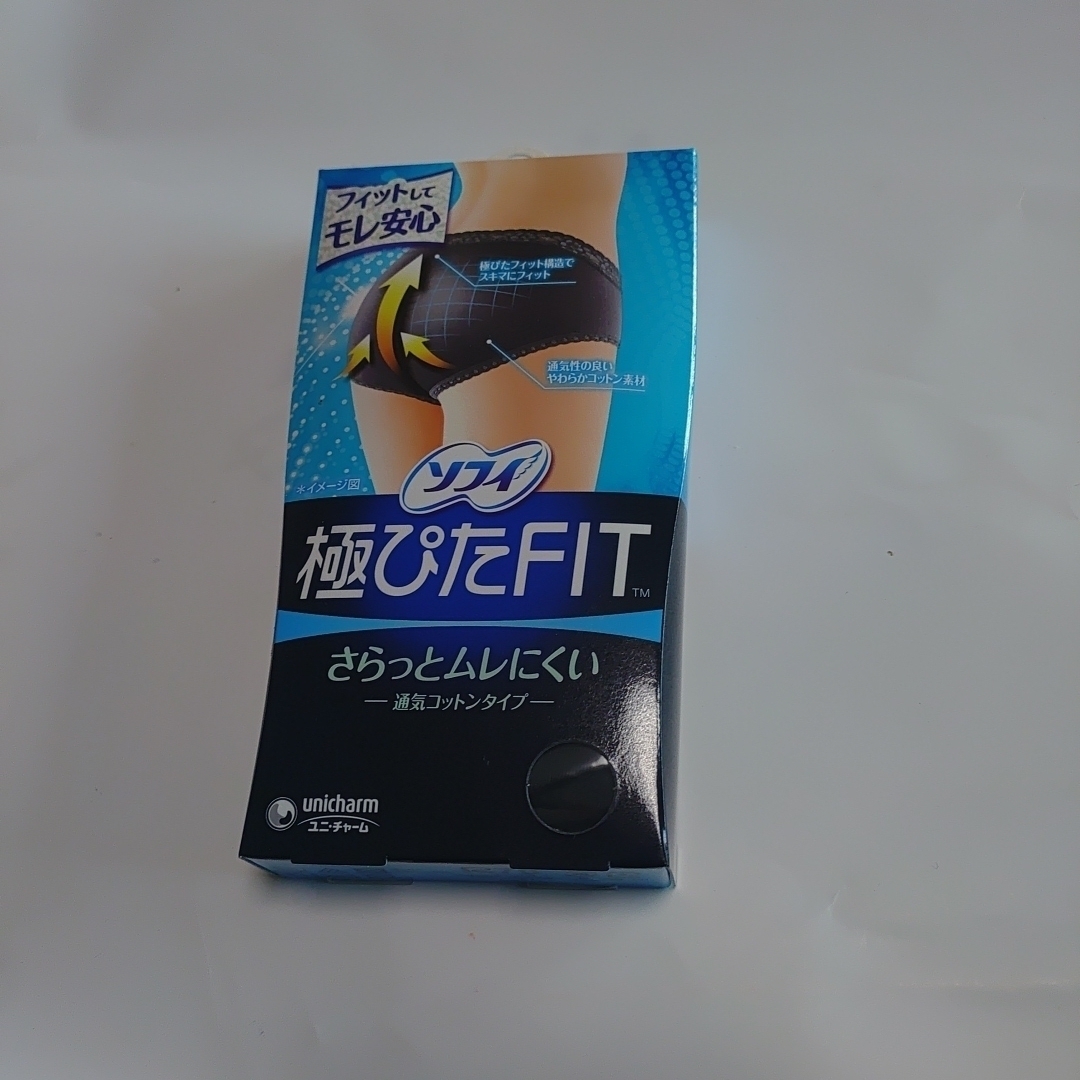 フィットして
モレ安心
極ぴたフィット構造で
スキマにフィット
通気性の良い
やわらかコットン素材
*イメージ図
ソフィ
極ぴたFIT
TM
さらっとムレにくい
通気コットンタイプ
unicharm
ユニ・チャーム